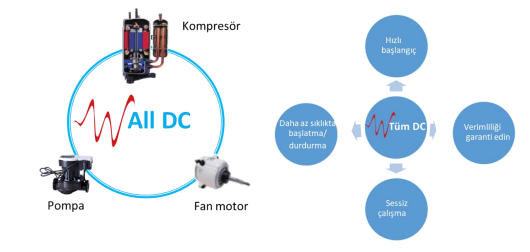 Kompresör
All DC
Pompa
Fan motor
Hızlı
başlangıç
Daha az sıklıkta
başlatma/
durdurma
Tüm DC
Verimliliği
garanti edin
Sessiz
çalışma